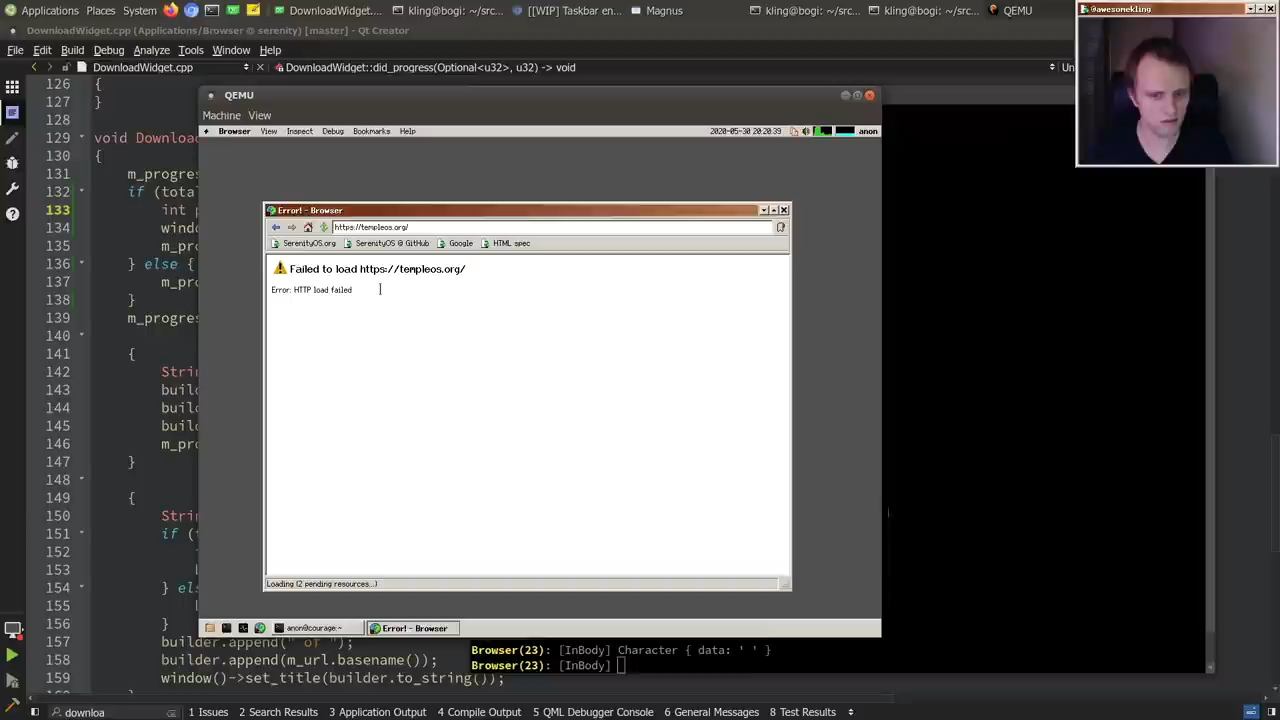 Applications Places System DownloadWidget.... kling@bogi: ~/src... [[WIP] Taskbar en... Magnus kling@bogi: ~/sr... kling@bogi: ~/src... QEMU
@awesomekling
DownloadWidget.cpp (Applications/Browser @ serenity) [master] - Qt Creator
File Edit Build Debug Analyze Tools Window Help
DownloadWidget.cpp DownloadWidget::did_progress(Optional<u32>, u32) -> void
126 {
127 }
128
129 void Downloa
130 {
131 m_progres
132 if (tota
133 int p
134 windo
135 m_pro
136 } else {
137 m_pro
138 }
139 m_progres
140
141 {
142 Strin
143 build
144 build
145 build
146 m_pro
147 }
148
149 {
150 Strin
151 if (t
152
153
154 } els
155
156 }
157 builder.append(" of ");
158 builder.append(m_url.basename());
159 window()->set_title(builder.to_string());
QEMU
Machine View
Browser View Inspect Debug Bookmarks Help 2020-05-30 20:20:39 anon
Error! - Browser
https://templeos.org/
SerenityOS.org SerenityOS @ GitHub Google HTML spec
Failed to load https://templeos.org/
Error: HTTP load failed
Loading (2 pending resources...)
anon@courage:~ Error! - Browser
Browser(23): [InBody] Character { data: ' ' }
Browser(23): [InBody]
downloa 1 Issues 2 Search Results 3 Application Output 4 Compile Output 5 QML Debugger Console 6 General Messages 8 Test Results